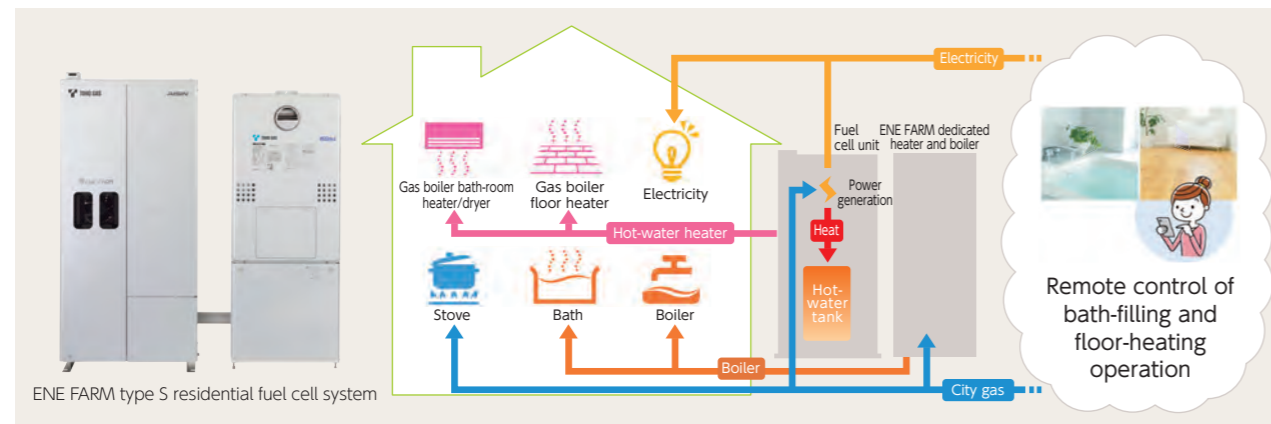 TOHO GAS
TOHO GAS
ENE FARM type S residential fuel cell system
Gas boiler bath-room
heater/dryer
Gas boiler
floor heater
Electricity
Stove
Bath
Boiler
Electricity
Hot-water heater
Boiler
City gas
Fuel
cell unit
Power
generation
Heat
Hot-
water
tank
ENE FARM dedicated
heater and boiler
Remote control of
bath-filling and
floor-heating
operation